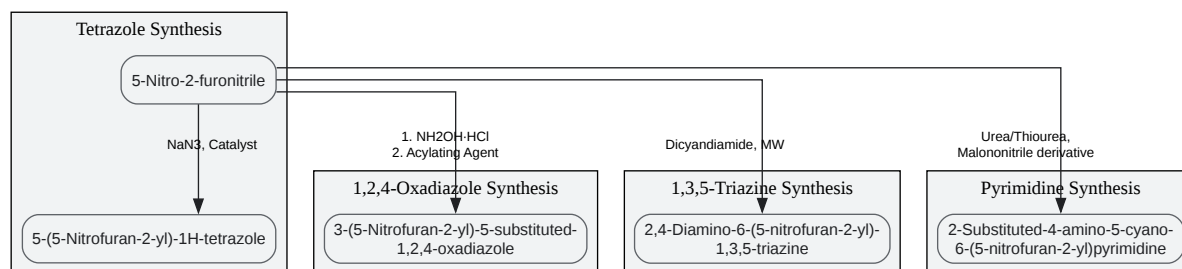 Tetrazole Synthesis
5-Nitro-2-furonitrile
NaN3, Catalyst
5-(5-Nitrofuran-2-yl)-1H-tetrazole
1. NH2OH·HCl
2. Acylating Agent
1,2,4-Oxadiazole Synthesis
3-(5-Nitrofuran-2-yl)-5-substituted-
1,2,4-oxadiazole
Dicyandiamide, MW
1,3,5-Triazine Synthesis
2,4-Diamino-6-(5-nitrofuran-2-yl)-
1,3,5-triazine
Urea/Thiourea,
Malononitrile derivative
Pyrimidine Synthesis
2-Substituted-4-amino-5-cyano-
6-(5-nitrofuran-2-yl)pyrimidine